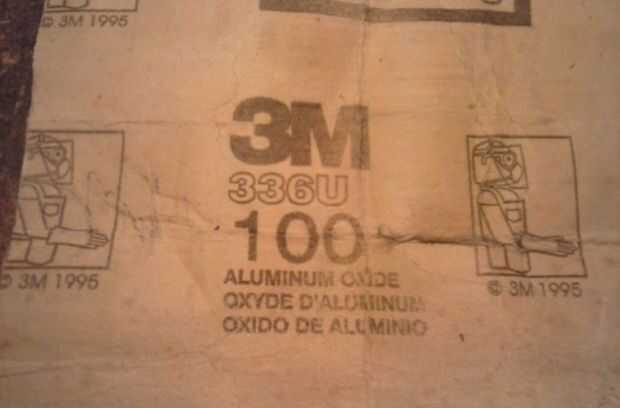 © 3M 1995
3M
336U
100
ALUMINUM OXIDE
OXYDE D'ALUMINUM
OXIDO DE ALUMINIO
© 3M 1995
© 3M 1995